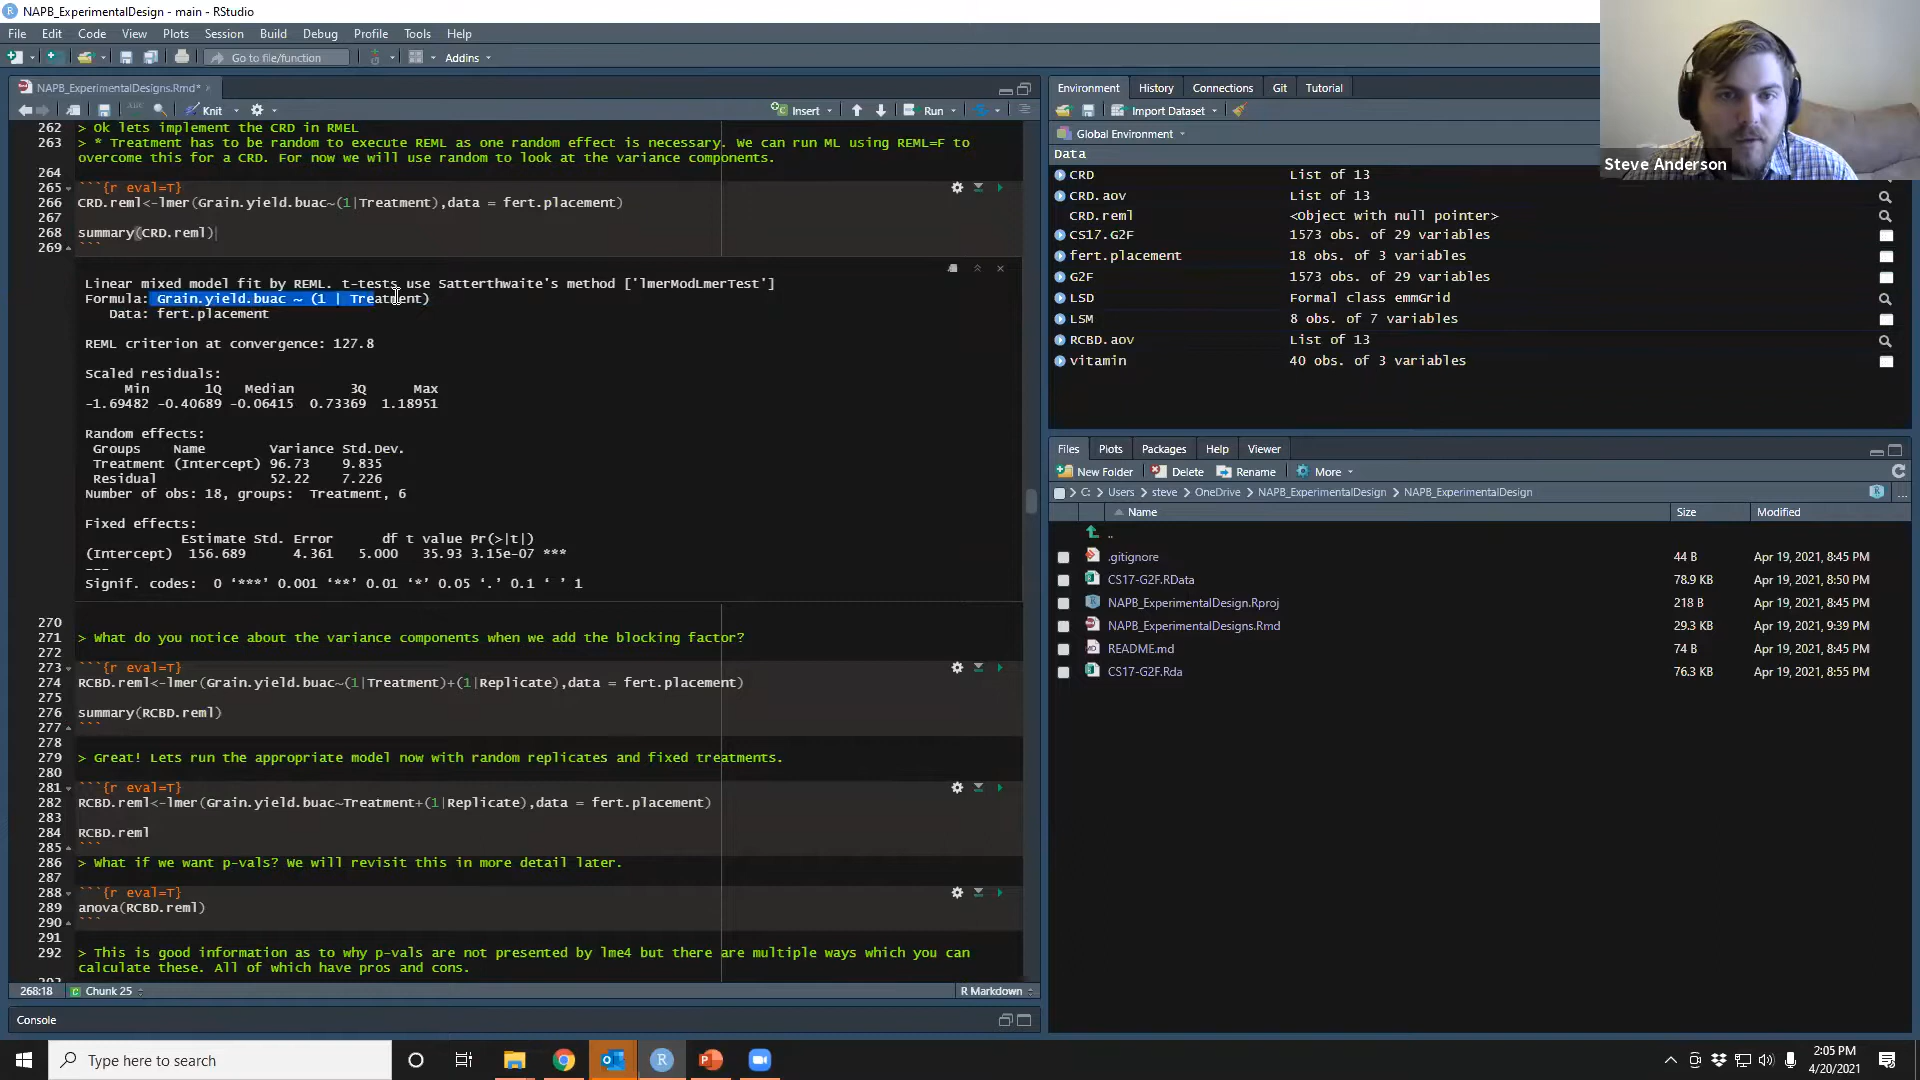 NAPB_ExperimentalDesign - main - RStudio
File Edit Code View Plots Session Build Debug Profile Tools Help
Go to file/function Addins
NAPB_ExperimentalDesigns.Rmd*
Knit Insert Run
262 > Ok lets implement the CRD in RMEL
263 > * Treatment has to be random to execute REML as one random effect is necessary. We can run ML using REML=F to
overcome this for a CRD. For now we will use random to look at the variance components.
264
265 ```{r eval=T}
266 CRD.reml<-lmer(Grain.yield.buac~(1|Treatment),data = fert.placement)
267
268 summary(CRD.reml)
269 ```
Linear mixed model fit by REML. t-tests use Satterthwaite's method ['lmerModLmerTest']
Formula: Grain.yield.buac ~ (1 | Treatment)
Data: fert.placement
REML criterion at convergence: 127.8
Scaled residuals:
Min 1Q Median 3Q Max
-1.69482 -0.40689 -0.06415 0.73369 1.18951
Random effects:
Groups Name Variance Std.Dev.
Treatment (Intercept) 96.73 9.835
Residual 52.22 7.226
Number of obs: 18, groups: Treatment, 6
Fixed effects:
Estimate Std. Error df t value Pr(>|t|)
(Intercept) 156.689 4.361 5.000 35.93 3.15e-07 ***
---
Signif. codes: 0 ‘***’ 0.001 ‘**’ 0.01 ‘*’ 0.05 ‘.’ 0.1 ‘ ’ 1
270
271 > What do you notice about the variance components when we add the blocking factor?
272
273 ```{r eval=T}
274 RCBD.reml<-lmer(Grain.yield.buac~(1|Treatment)+(1|Replicate),data = fert.placement)
275
276 summary(RCBD.reml)
277 ```
278
279 > Great! Lets run the appropriate model now with random replicates and fixed treatments.
280
281 ```{r eval=T}
282 RCBD.reml<-lmer(Grain.yield.buac~Treatment+(1|Replicate),data = fert.placement)
283
284 RCBD.reml
285 ```
286 > What if we want p-vals? We will revisit this in more detail later.
287
288 ```{r eval=T}
289 anova(RCBD.reml)
290 ```
291
292 > This is good information as to why p-vals are not presented by lme4 but there are multiple ways which you can
calculate these. All of which have pros and cons.
268:18 Chunk 25 R Markdown
Console
Environment History Connections Git Tutorial
Import Dataset
Global Environment
Data
CRD List of 13
CRD.aov List of 13
CRD.reml <Object with null pointer>
CS17.G2F 1573 obs. of 29 variables
fert.placement 18 obs. of 3 variables
G2F 1573 obs. of 29 variables
LSD Formal class emmGrid
LSM 8 obs. of 7 variables
RCBD.aov List of 13
vitamin 40 obs. of 3 variables
Steve Anderson
Files Plots Packages Help Viewer
New Folder Delete Rename More
C: > Users > steve > OneDrive > NAPB_ExperimentalDesign > NAPB_ExperimentalDesign ...
Name Size Modified
..
.gitignore 44 B Apr 19, 2021, 8:45 PM
CS17-G2F.RData 78.9 KB Apr 19, 2021, 8:50 PM
NAPB_ExperimentalDesign.Rproj 218 B Apr 19, 2021, 8:45 PM
NAPB_ExperimentalDesigns.Rmd 29.3 KB Apr 19, 2021, 9:39 PM
README.md 74 B Apr 19, 2021, 8:45 PM
CS17-G2F.Rda 76.3 KB Apr 19, 2021, 8:55 PM
Type here to search
2:05 PM
4/20/2021